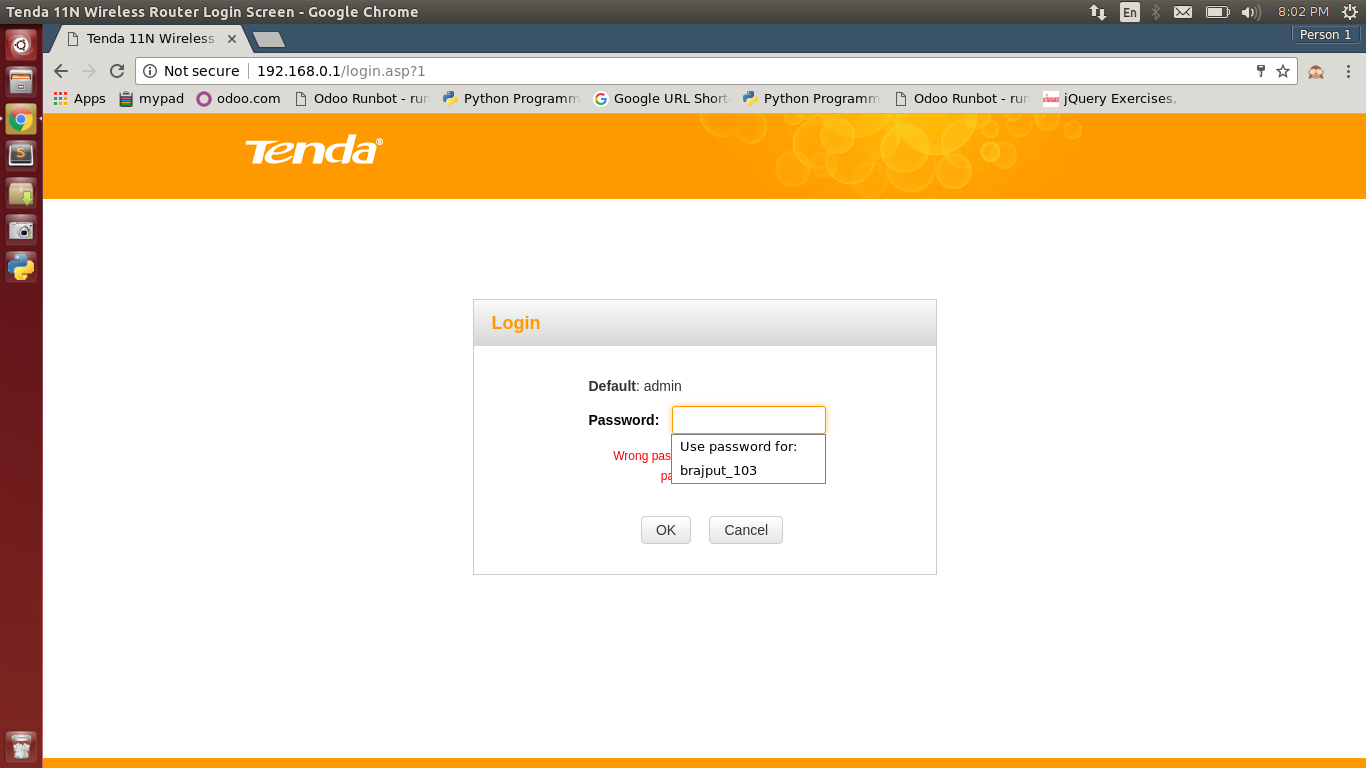 Tenda 11N Wireless Router Login Screen - Google Chrome
En
8:02 PM
Tenda 11N Wireless
Person 1
Not secure
192.168.0.1/login.asp?1
Apps
mypad
odoo.com
Odoo Runbot - run
Python Programm
Google URL Short
Python Programm
Odoo Runbot - run
jQuery Exercises,
Tenda®
Login
Default: admin
Password:
Use password for:
Wrong pas
brajput_103
pa
OK
Cancel